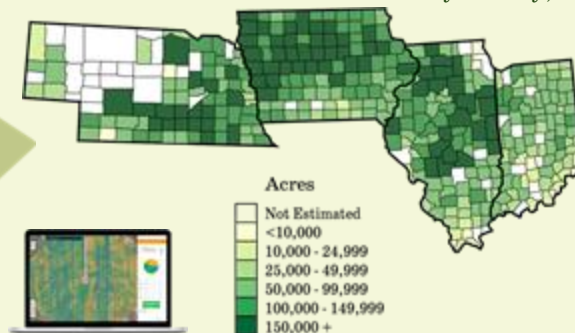 Acres
Not Estimated
<10,000
10,000 - 24,999
25,000 - 49,999
50,000 - 99,999
100,000 - 149,999
150,000 +